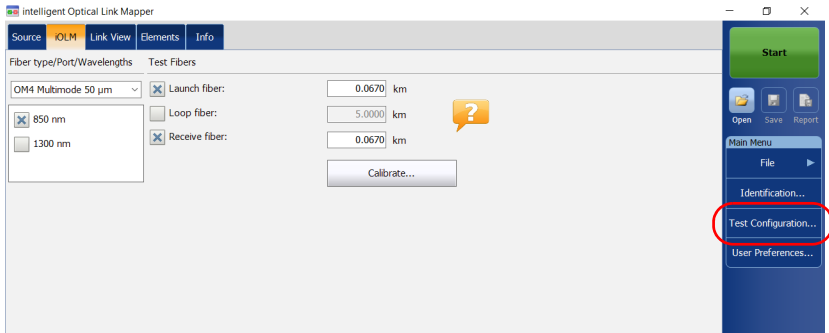 intelligent Optical Link Mapper
Source iOLM Link View Elements Info
Fiber type/Port/Wavelengths Test Fibers
OM4 Multimode 50 µm
850 nm
1300 nm
Launch fiber: 0.0670 km
Loop fiber: 5.0000 km
Receive fiber: 0.0670 km
?
Calibrate...
Start
Open Save Report
Main Menu
File
Identification...
Test Configuration...
User Preferences...